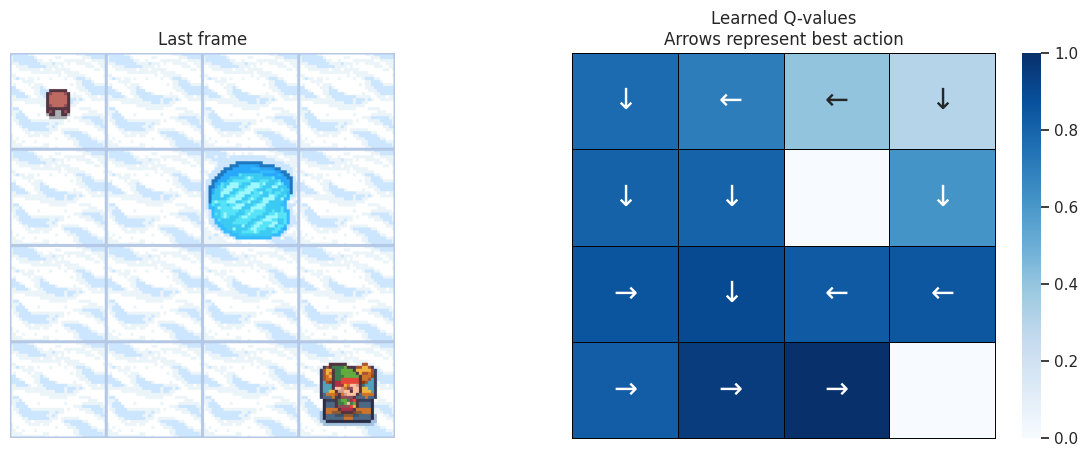 Last frame
Learned Q-values
Arrows represent best action
↓ ← ← ↓
↓ ↓ ↓
→ ↓ ← ←
→ → →
1.0
0.8
0.6
0.4
0.2
0.0